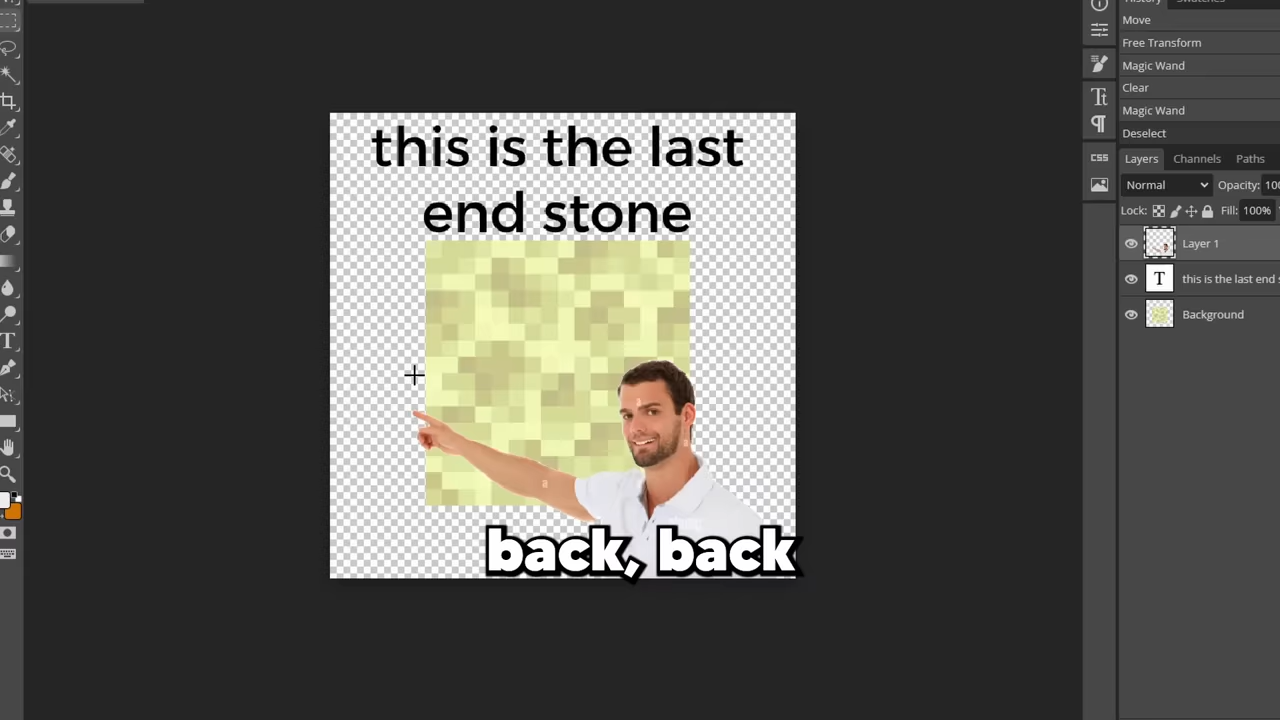 History
Swatches
Move
Free Transform
Magic Wand
Clear
Magic Wand
Deselect
Layers Channels Paths
Normal Opacity: 100
Lock: Fill: 100%
Layer 1
T this is the last end s
Background
CSS
this is the last
end stone
back, back